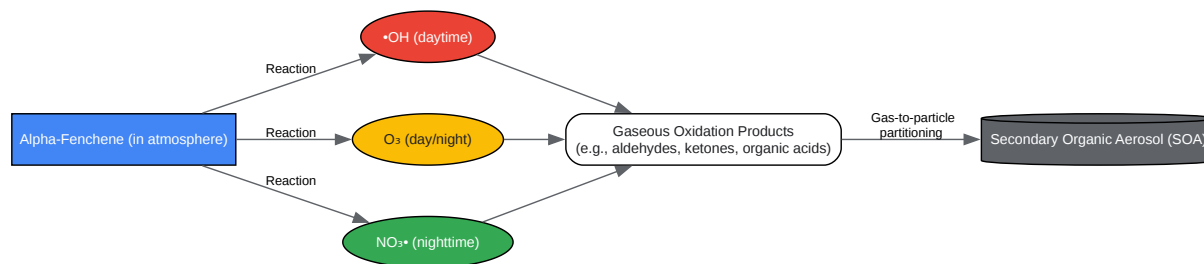 •OH (daytime)
Reaction
Alpha-Fenchene (in atmosphere)
Reaction
O₃ (day/night)
Gaseous Oxidation Products
(e.g., aldehydes, ketones, organic acids)
Gas-to-particle
partitioning
Secondary Organic Aerosol (SOA)
Reaction
NO₃• (nighttime)